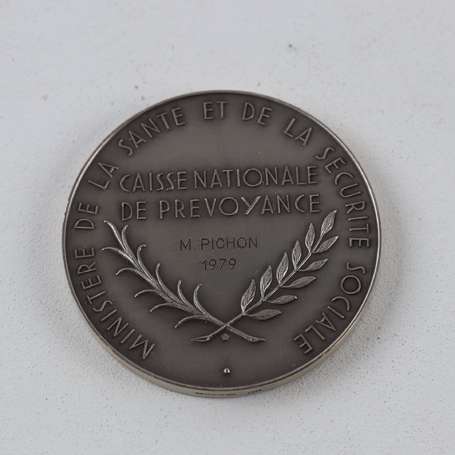 MINISTERE DE LA SANTE ET DE LA SECURITE SOCIALE
CAISSE NATIONALE
DE PREVOYANCE
M. PICHON
1979